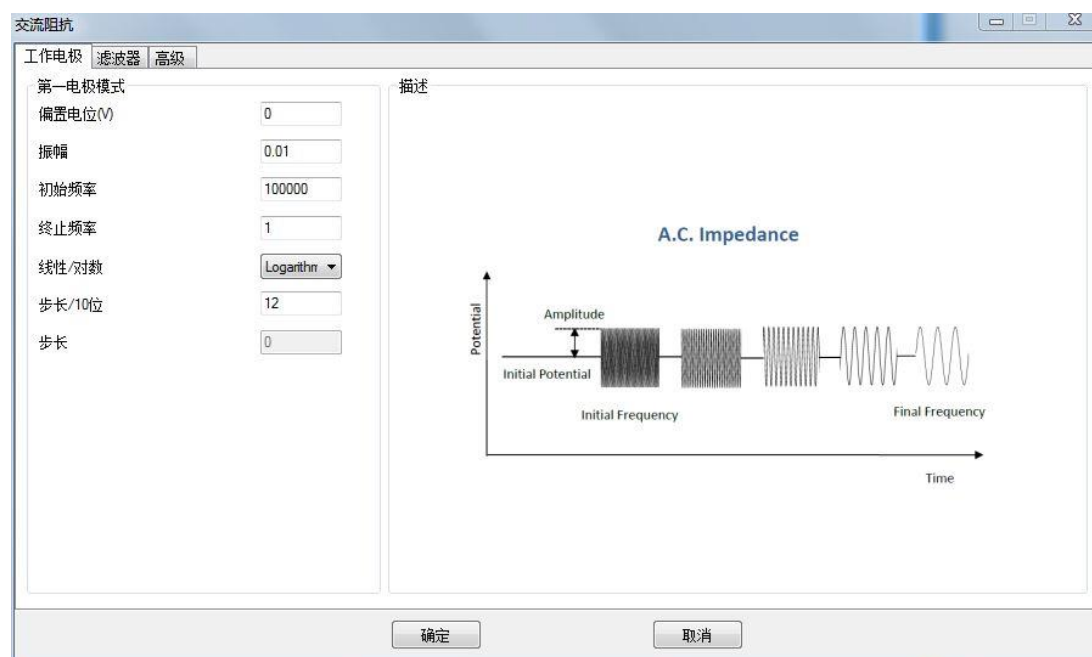 交流阻抗
工作电极 滤波器 高级
第一电极模式
偏置电位(V) 0
振幅 0.01
初始频率 100000
终止频率 1
线性/对数 Logarithm
步长/10位 12
步长 0
描述
A.C. Impedance
Potential
Amplitude
Initial Potential
Initial Frequency
Final Frequency
Time
确定 取消